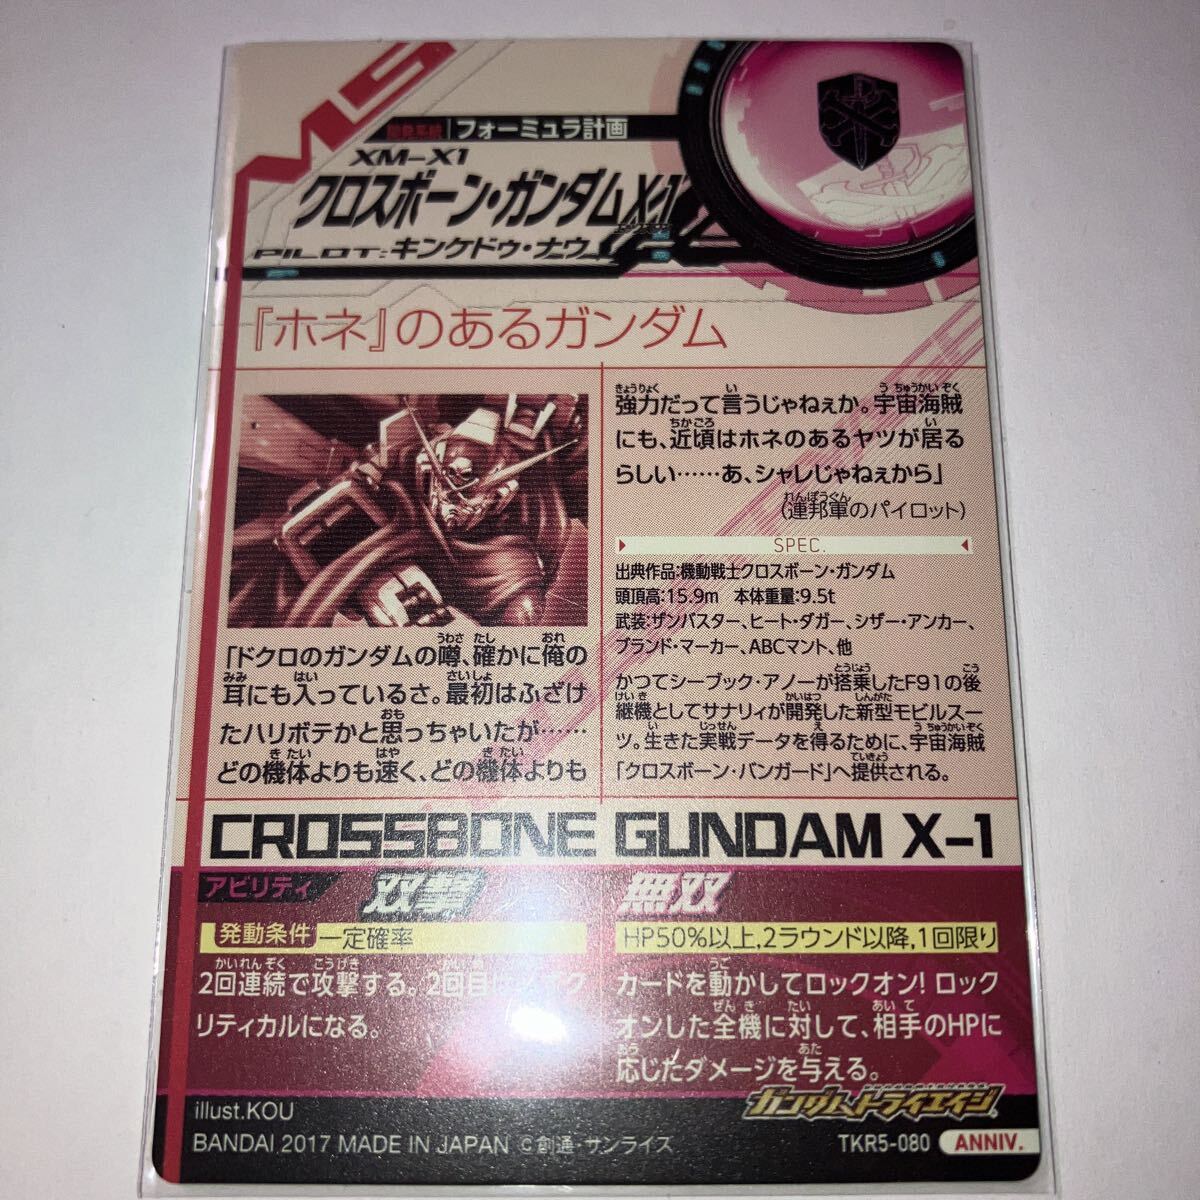 MS
開発系統 フォーミュラ計画
XM-X1
クロスボーン・ガンダムX-1
PILOT:キンケドゥ・ナウ
『ホネ』のあるガンダム
「ドクロのガンダムの噂、確かに俺の
耳にも入っているさ。最初はふざけ
たハリボテかと思っちゃいたが……
どの機体よりも速く、どの機体よりも
強力だって言うじゃねぇか。宇宙海賊
にも、近頃はホネのあるヤツが居る
らしい……あ、シャレじゃねぇから」
(連邦軍のパイロット)
SPEC.
出典作品:機動戦士クロスボーン・ガンダム
頭頂高:15.9m 本体重量:9.5t
武装:ザンバスター、ヒート・ダガー、シザー・アンカー、
ブランド・マーカー、ABCマント、他
かつてシーブック・アノーが搭乗したF91の後
継機としてサナリィが開発した新型モビルスー
ツ。生きた実戦データを得るために、宇宙海賊
「クロスボーン・バンガード」へ提供される。
CROSSBONE GUNDAM X-1
アビリティ 双撃
発動条件 一定確率
2回連続で攻撃する。2回目は
リティカルになる。
無双
HP50%以上,2ラウンド以降,1回限り
カードを動かしてロックオン! ロック
オンした全機に対して、相手のHPに
応じたダメージを与える。
ガンダムトライエイジ
illust.KOU
BANDAI 2017 MADE IN JAPAN ©創通・サンライズ
TKR5-080 ANNIV.